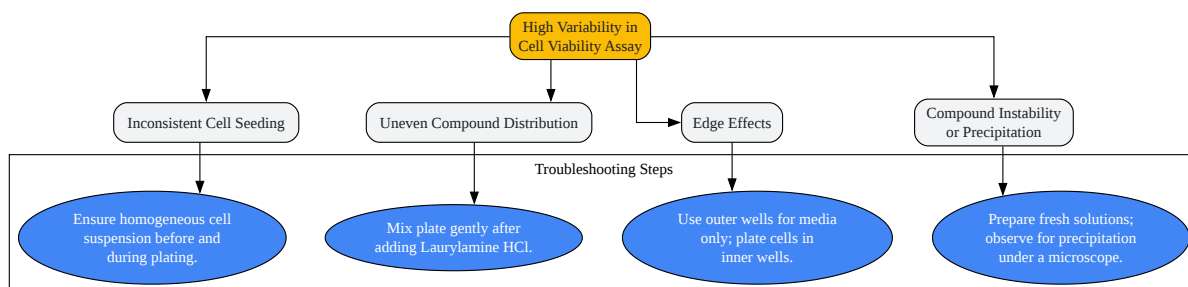 High Variability in
Cell Viability Assay
Inconsistent Cell Seeding
Uneven Compound Distribution
Edge Effects
Compound Instability
or Precipitation
Troubleshooting Steps
Ensure homogeneous cell
suspension before and
during plating.
Mix plate gently after
adding Laurylamine HCl.
Use outer wells for media
only; plate cells in
inner wells.
Prepare fresh solutions;
observe for precipitation
under a microscope.